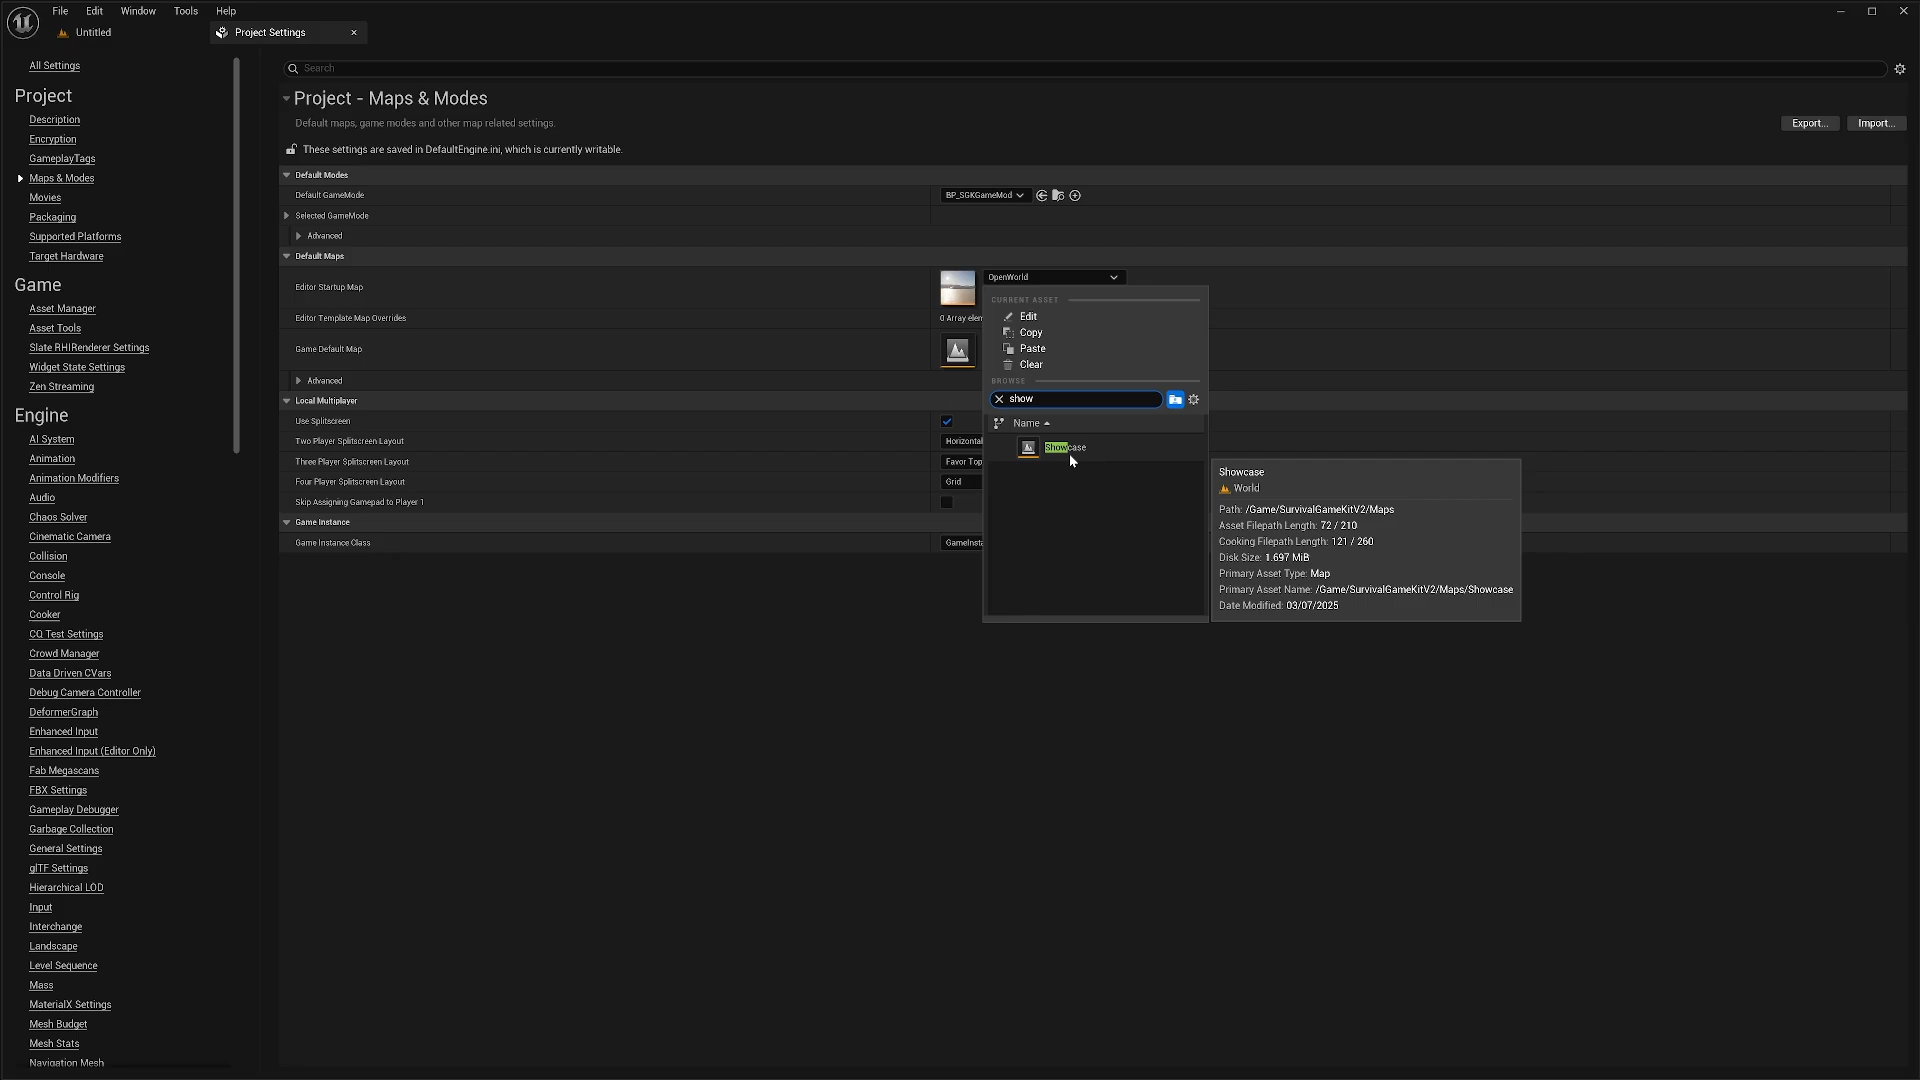 File Edit Window Tools Help
Untitled
Project Settings
All Settings
Project
Description
Encryption
GameplayTags
Maps & Modes
Movies
Packaging
Supported Platforms
Target Hardware
Game
Asset Manager
Asset Tools
Slate RHIRenderer Settings
Widget State Settings
Zen Streaming
Engine
AI System
Animation
Animation Modifiers
Audio
Chaos Solver
Cinematic Camera
Collision
Console
Control Rig
Cooker
CQ Test Settings
Crowd Manager
Data Driven CVars
Debug Camera Controller
DeformerGraph
Enhanced Input
Enhanced Input (Editor Only)
Fab Megascans
FBX Settings
Gameplay Debugger
Garbage Collection
General Settings
glTF Settings
Hierarchical LOD
Input
Interchange
Landscape
Level Sequence
Mass
MaterialX Settings
Mesh Budget
Mesh Stats
Navigation Mesh
Search
Project - Maps & Modes
Default maps, game modes and other map related settings.
Export... Import...
These settings are saved in DefaultEngine.ini, which is currently writable.
Default Modes
Default GameMode BP_SGKGameMod
Selected GameMode
Advanced
Default Maps
Editor Startup Map OpenWorld
Editor Template Map Overrides 0 Array elem
Game Default Map
Advanced
Local Multiplayer
Use Splitscreen
Two Player Splitscreen Layout Horizontal
Three Player Splitscreen Layout Favor Top
Four Player Splitscreen Layout Grid
Skip Assigning Gamepad to Player 1
Game Instance
Game Instance Class GameInsta
CURRENT ASSET
Edit
Copy
Paste
Clear
BROWSE
show
Name
Showcase
Showcase
World
Path: /Game/SurvivalGameKitV2/Maps
Asset Filepath Length: 72 / 210
Cooking Filepath Length: 121 / 260
Disk Size: 1.697 MiB
Primary Asset Type: Map
Primary Asset Name: /Game/SurvivalGameKitV2/Maps/Showcase
Date Modified: 03/07/2025